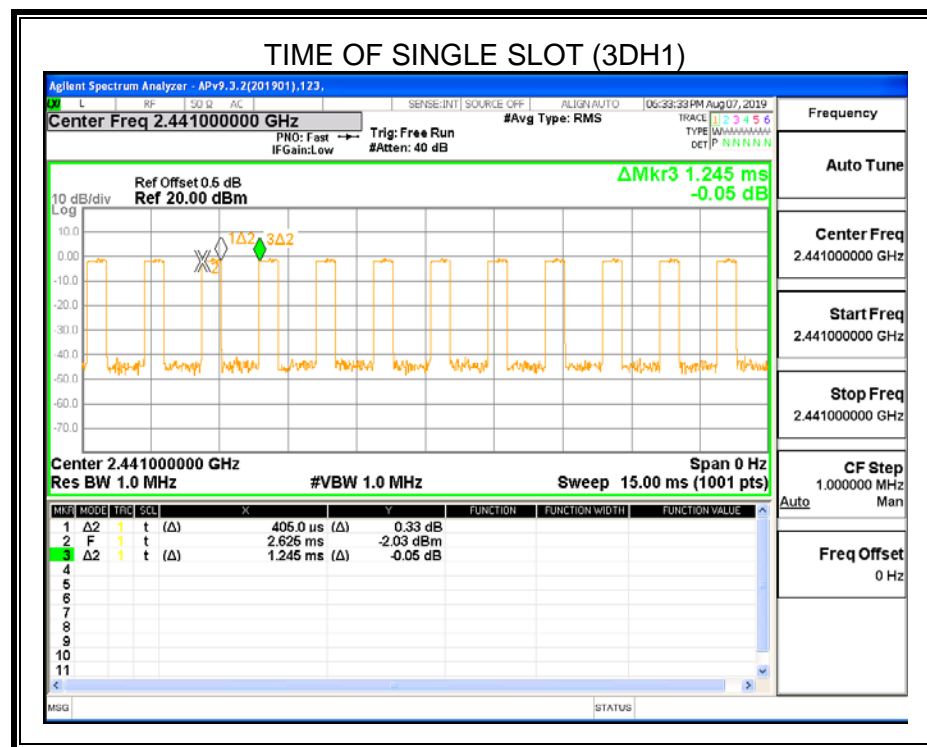 TIME OF SINGLE SLOT (3DH1)
Agilent Spectrum Analyzer - APv9.3.2(201901),123,
L RF 50 Ω AC SENSE:INT SOURCE OFF ALIGN AUTO 06:33:33 PM Aug 07, 2019
Center Freq 2.441000000 GHz
#Avg Type: RMS
TRACE 1 2 3 4 5 6
PNO: Fast
Trig: Free Run
TYPE W
IFGain:Low
#Atten: 40 dB
DET P N N N N N
Ref Offset 0.5 dB
ΔMkr3 1.245 ms
10 dB/div
Ref 20.00 dBm
-0.05 dB
Log
10.0
1Δ2
3Δ2
0.00
2
-10.0
-20.0
-30.0
-40.0
-50.0
-60.0
-70.0
Center 2.441000000 GHz
Span 0 Hz
Res BW 1.0 MHz
#VBW 1.0 MHz
Sweep 15.00 ms (1001 pts)
MKR MODE TRC SCL X Y FUNCTION FUNCTION WIDTH FUNCTION VALUE
1 Δ2 1 t (Δ) 405.0 µs (Δ) 0.33 dB
2 F 1 t 2.625 ms -2.03 dBm
3 Δ2 1 t (Δ) 1.245 ms (Δ) -0.05 dB
4
5
6
7
8
9
10
11
MSG
STATUS
Frequency
Auto Tune
Center Freq
2.441000000 GHz
Start Freq
2.441000000 GHz
Stop Freq
2.441000000 GHz
CF Step
1.000000 MHz
Auto Man
Freq Offset
0 Hz